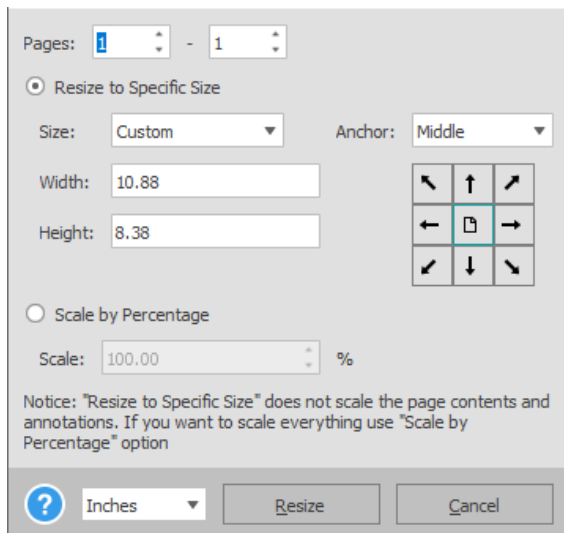 Pages: 1 - 1
Resize to Specific Size
Size: Custom Anchor: Middle
Width: 10.88
Height: 8.38
Scale by Percentage
Scale: 100.00 %
Notice: "Resize to Specific Size" does not scale the page contents and
annotations. If you want to scale everything use "Scale by
Percentage" option
? Inches Resize Cancel